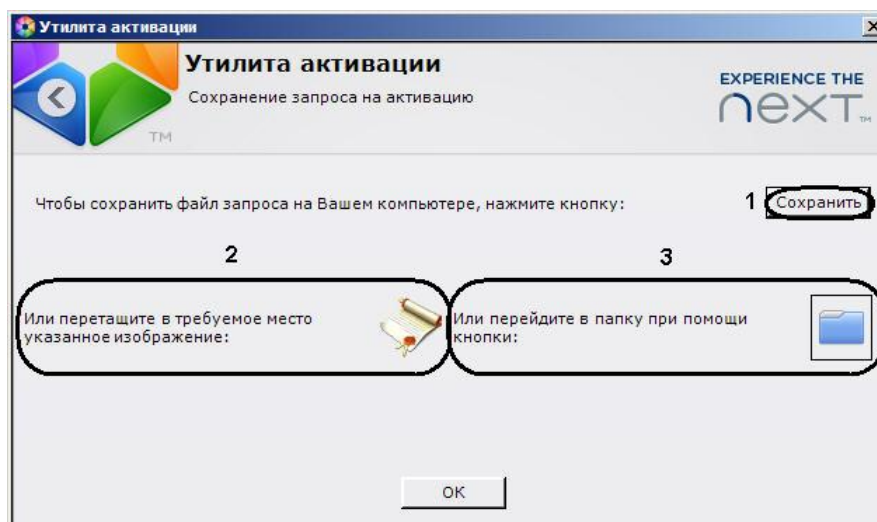 Утилита активации
Утилита активации
Сохранение запроса на активацию
EXPERIENCE THE
next™
TM
Чтобы сохранить файл запроса на Вашем компьютере, нажмите кнопку:
1
Сохранить
2
3
Или перетащите в требуемое место
указанное изображение:
Или перейдите в папку при помощи
кнопки:
OK